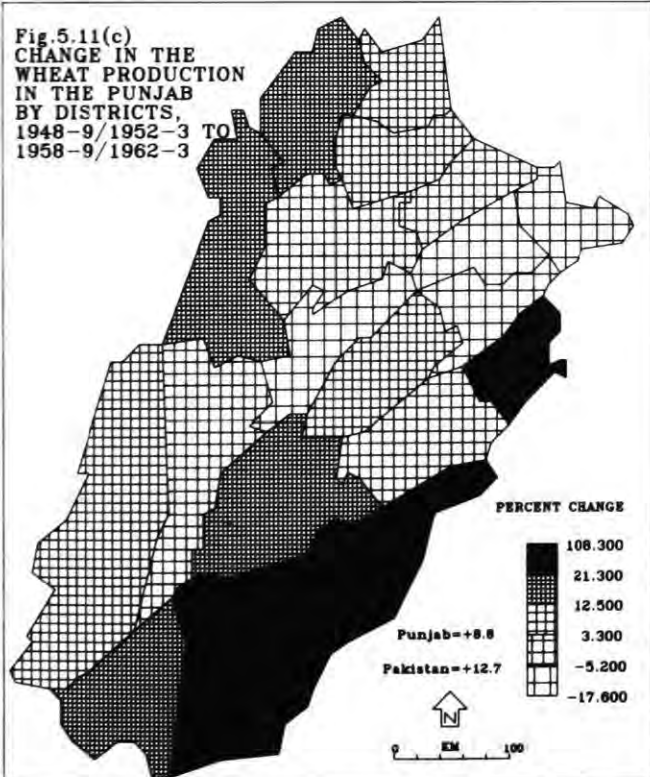 Fig.5.11(c)
CHANGE IN THE
WHEAT PRODUCTION
IN THE PUNJAB
BY DISTRICTS,
1948-9/1952-3 TO
1958-9/1962-3
PERCENT CHANGE
108.300
21.300
12.500
3.300
-5.200
-17.600
Punjab=+8.8
Pakistan=+12.7
N
KM
0 100